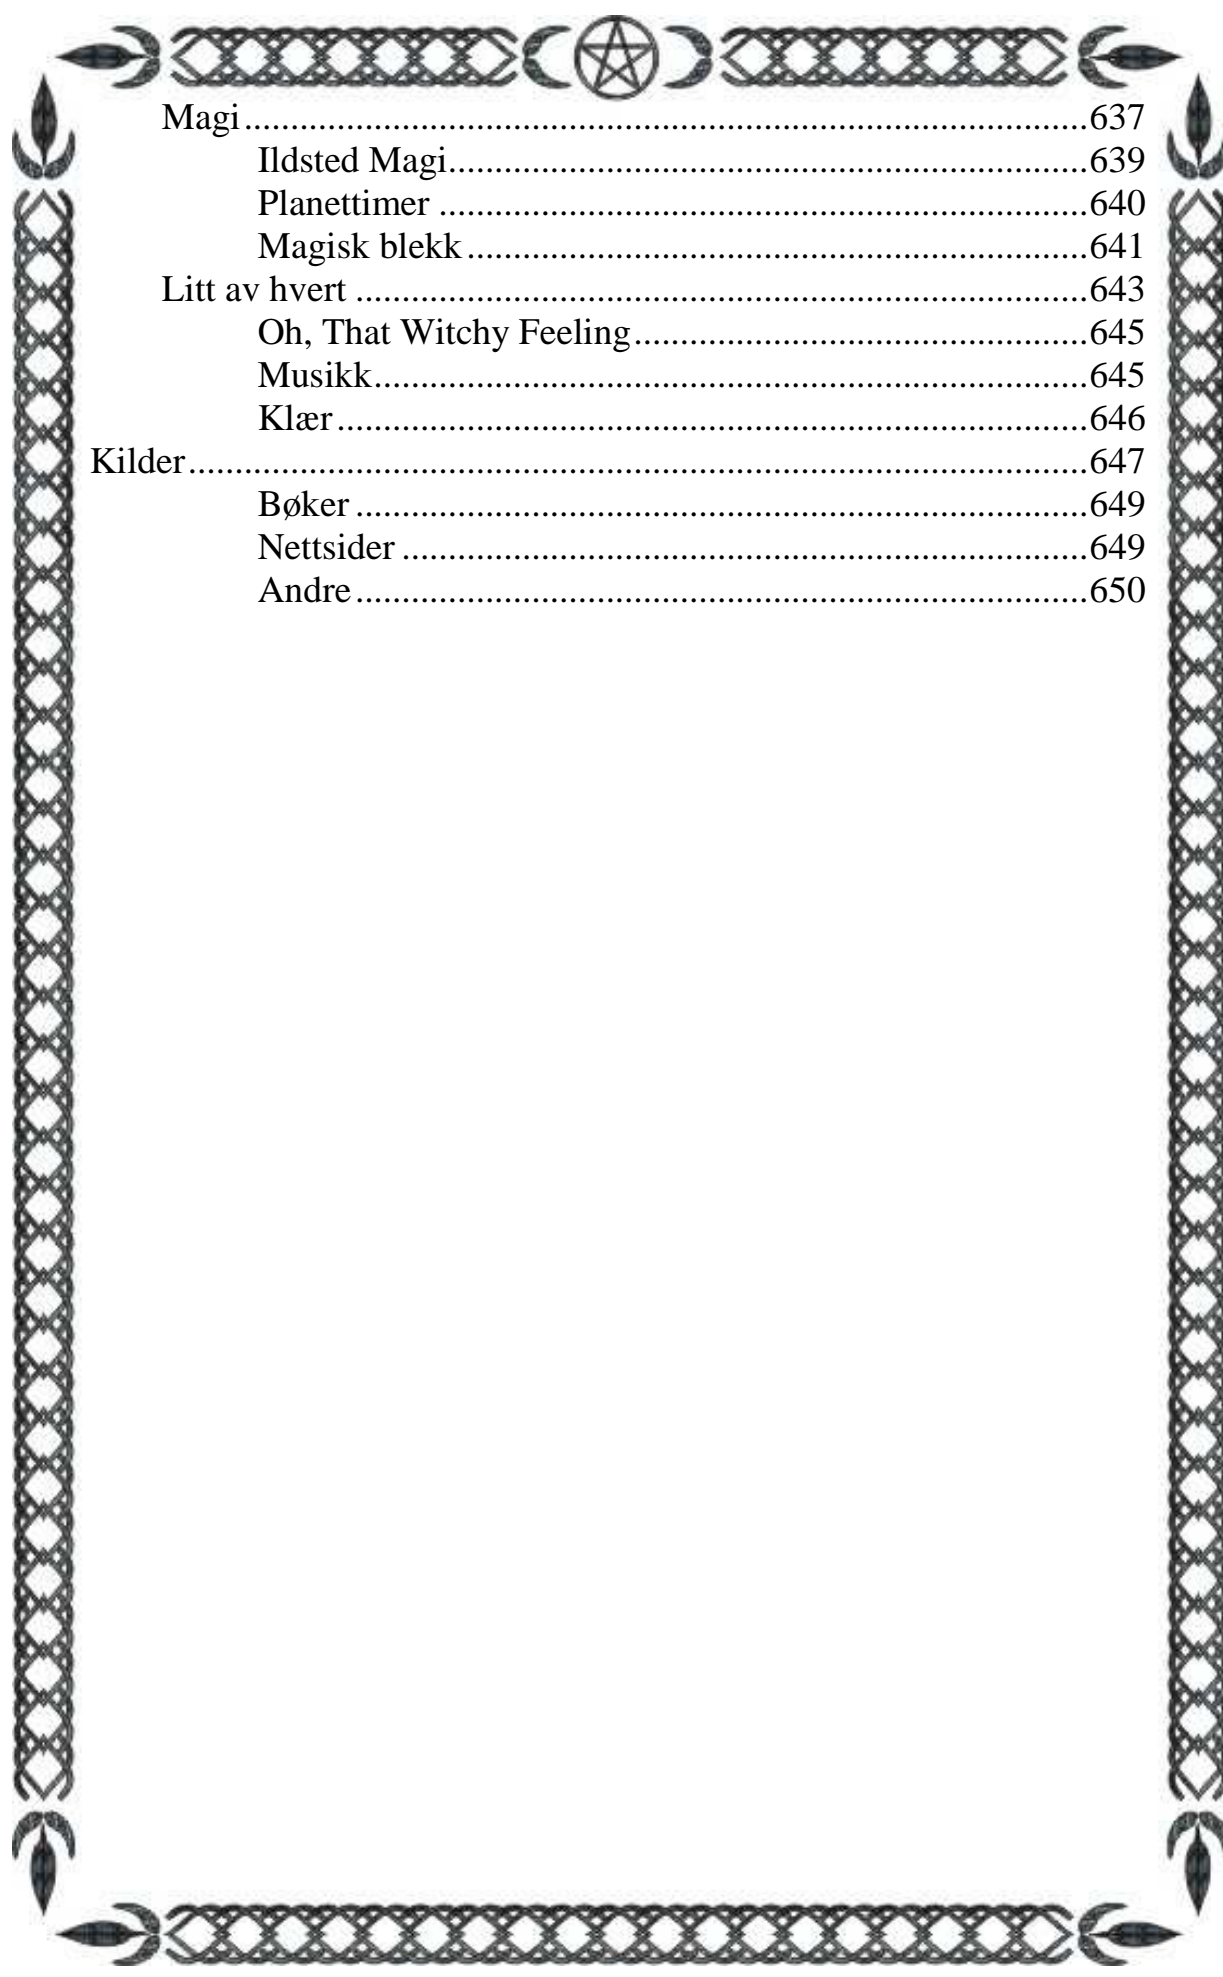 Magi...............637
Ildsted Magi...............639
Planettimer ...............640
Magisk blekk...............641
Litt av hvert ...............643
Oh, That Witchy Feeling...............645
Musikk...............645
Klær...............646
Kilder...............647
Bøker...............649
Nettsider ...............649
Andre...............650